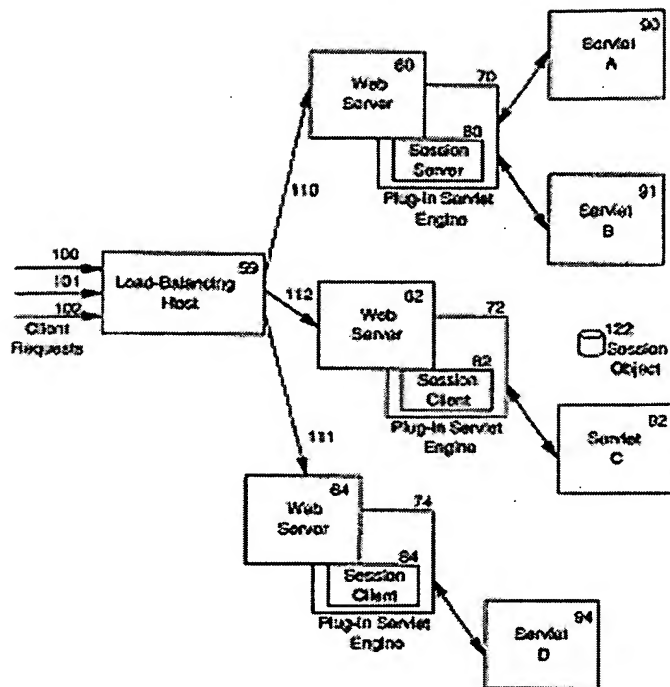 60
Web
Server
70
80
Session
Server
Plug-In Servlet
Engine
90
Servlet
A
91
Servlet
B
110
100
101
102
Client
Requests
59
Load-Balancing
Host
112
62
Web
Server
72
82
Session
Client
Plug-In Servlet
Engine
122
Session
Object
92
Servlet
C
111
64
Web
Server
74
84
Session
Client
Plug-In Servlet
Engine
94
Servlet
D